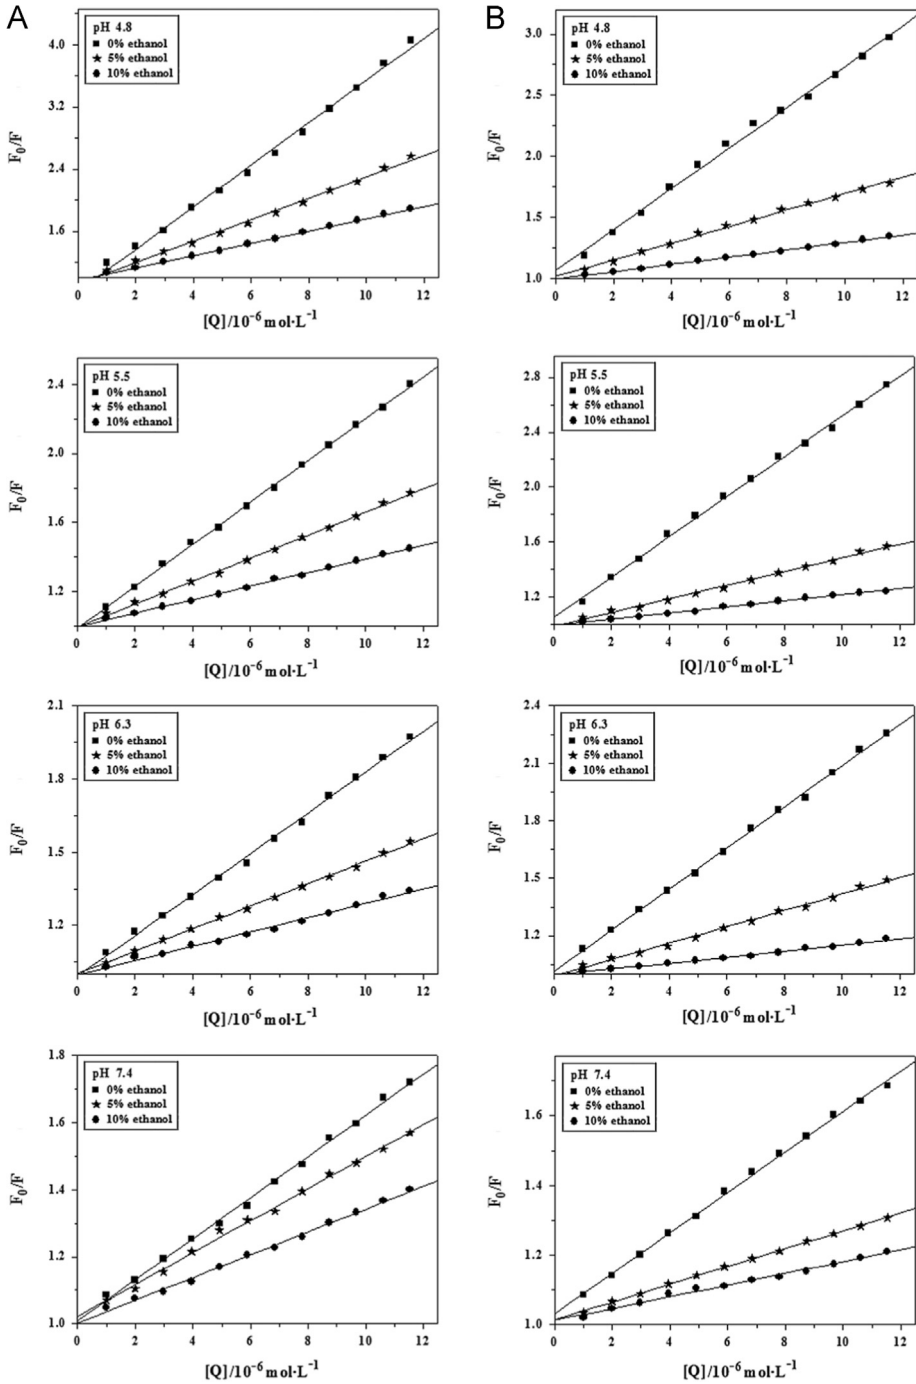 A
B
pH 4.8
0% ethanol
5% ethanol
10% ethanol
4.0
3.2
2.4
1.6
F0/F
0 2 4 6 8 10 12
[Q]/10⁻⁶ mol·L⁻¹
pH 4.8
0% ethanol
5% ethanol
10% ethanol
3.0
2.5
2.0
1.5
1.0
F0/F
0 2 4 6 8 10 12
[Q]/10⁻⁶ mol·L⁻¹
pH 5.5
0% ethanol
5% ethanol
10% ethanol
2.4
2.0
1.6
1.2
F0/F
0 2 4 6 8 10 12
[Q]/10⁻⁶ mol·L⁻¹
pH 5.5
0% ethanol
5% ethanol
10% ethanol
2.8
2.4
2.0
1.6
1.2
F0/F
0 2 4 6 8 10 12
[Q]/10⁻⁶ mol·L⁻¹
pH 6.3
0% ethanol
5% ethanol
10% ethanol
2.1
1.8
1.5
1.2
F0/F
0 2 4 6 8 10 12
[Q]/10⁻⁶ mol·L⁻¹
pH 6.3
0% ethanol
5% ethanol
10% ethanol
2.4
2.1
1.8
1.5
1.2
F0/F
0 2 4 6 8 10 12
[Q]/10⁻⁶ mol·L⁻¹
pH 7.4
0% ethanol
5% ethanol
10% ethanol
1.8
1.6
1.4
1.2
1.0
F0/F
0 2 4 6 8 10 12
[Q]/10⁻⁶ mol·L⁻¹
pH 7.4
0% ethanol
5% ethanol
10% ethanol
1.6
1.4
1.2
1.0
F0/F
0 2 4 6 8 10 12
[Q]/10⁻⁶ mol·L⁻¹